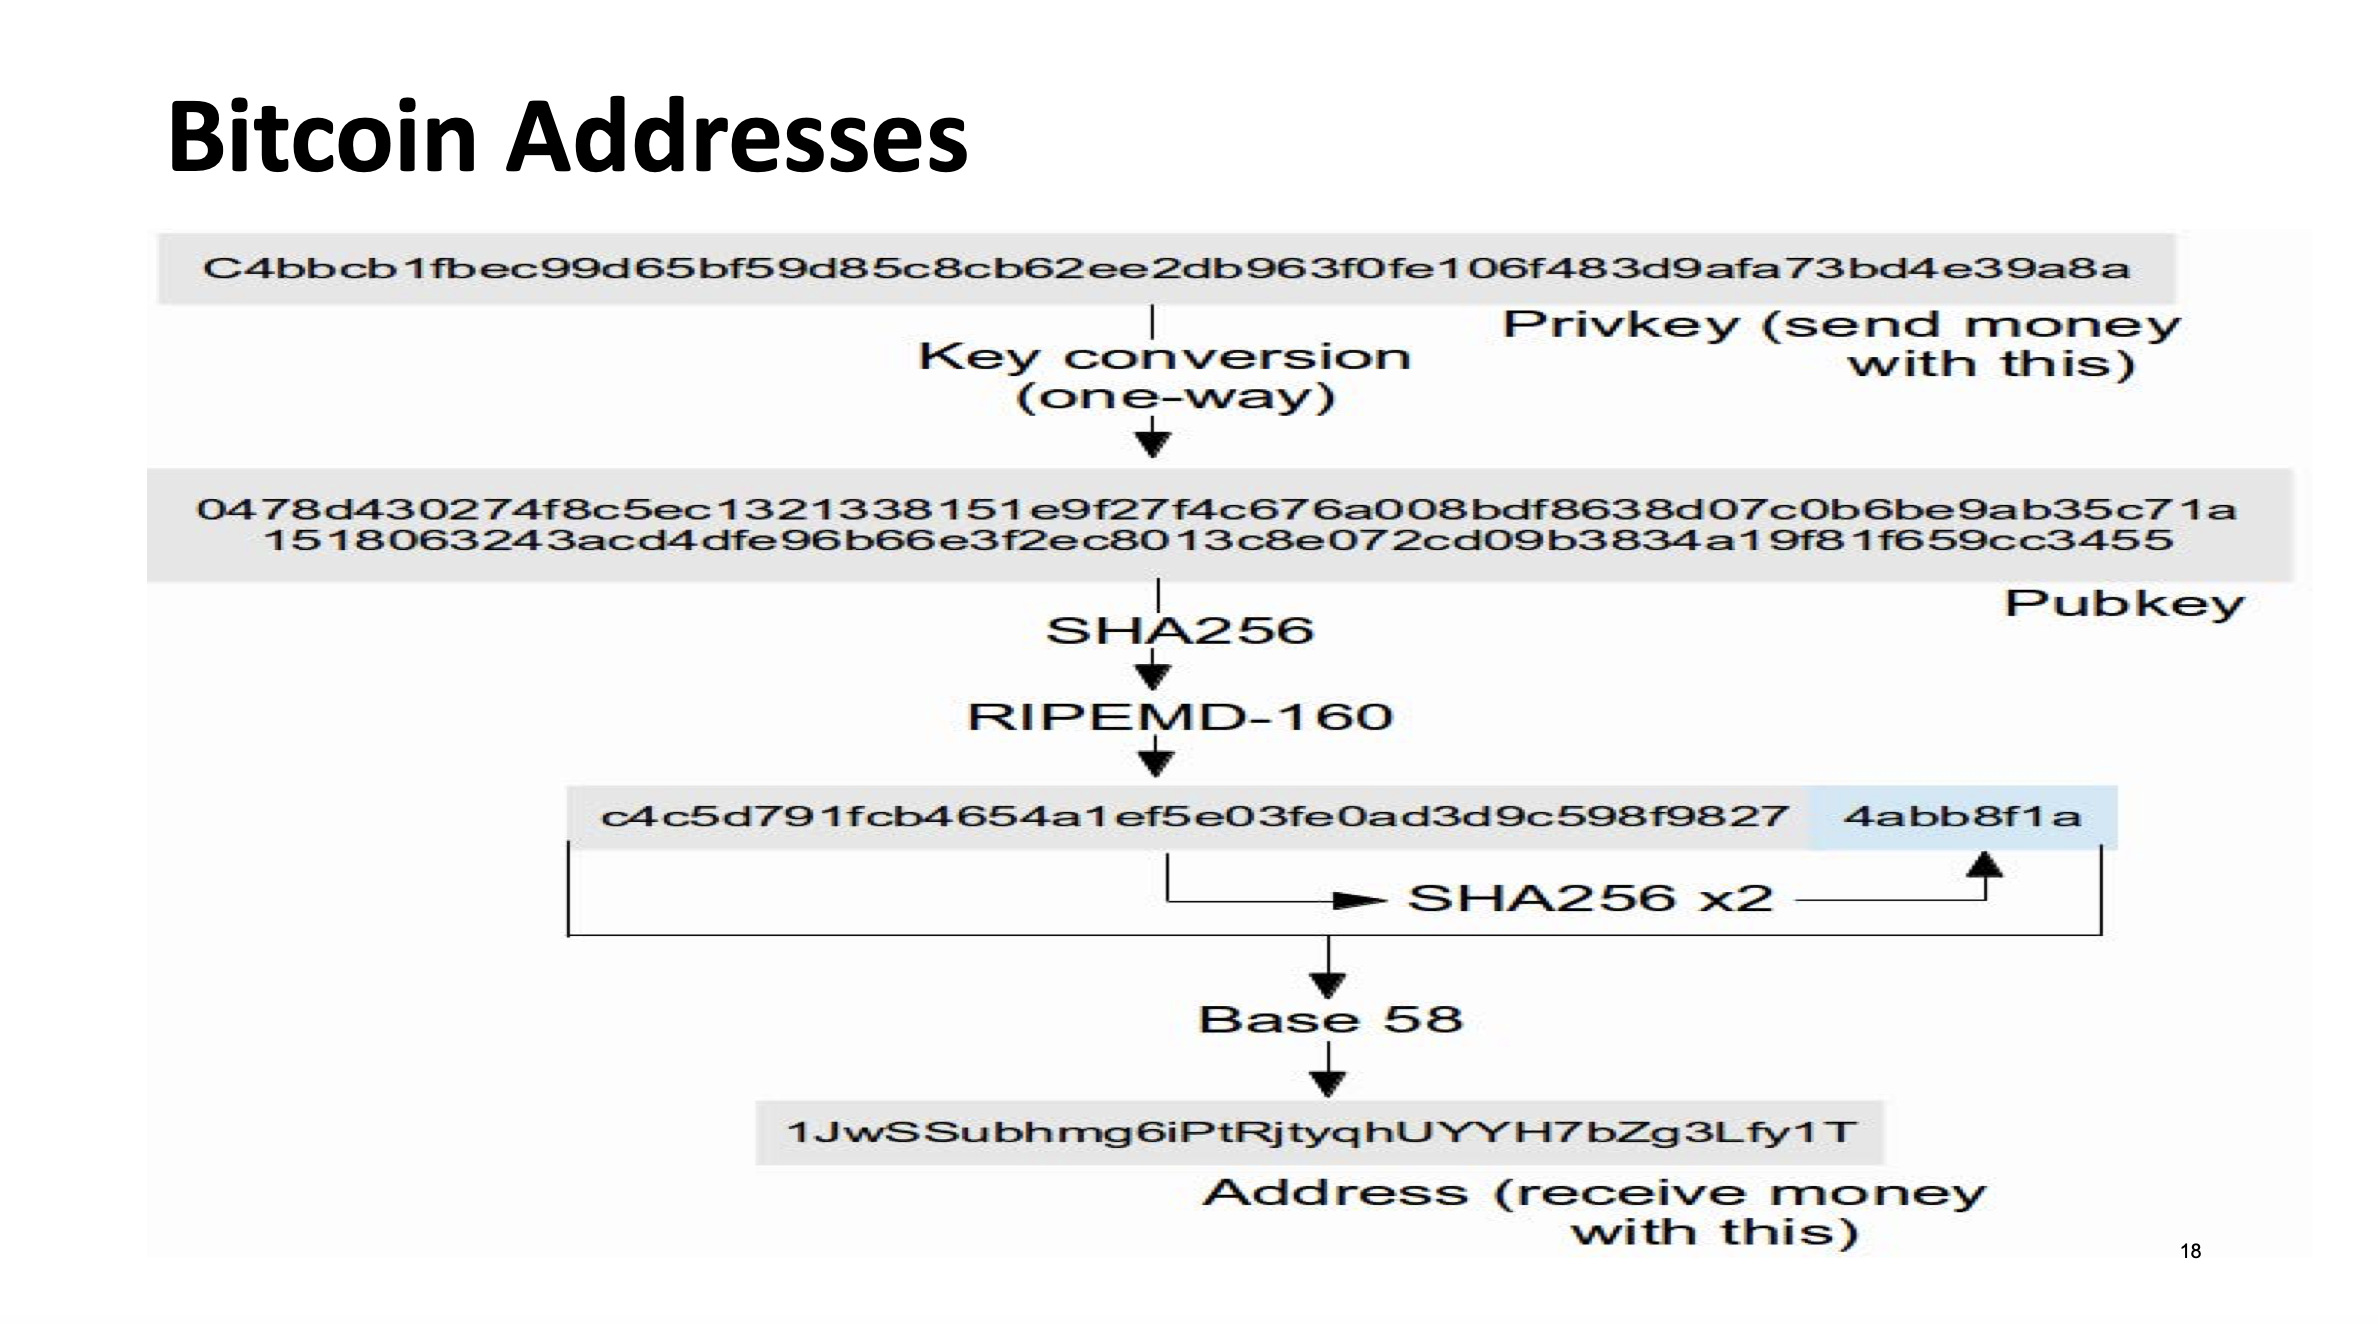 Bitcoin Addresses
C4bbcb1fbec99d65bf59d85c8cb62ee2db963f0fe106f483d9afa73bd4e39a8a
Privkey (send money
with this)
Key conversion
(one-way)
0478d430274f8c5ec1321338151e9f27f4c676a008bdf8638d07c0b6be9ab35c71a
1518063243acd4dfe96b66e3f2ec8013c8e072cd09b3834a19f81f659cc3455
Pubkey
SHA256
RIPEMD-160
c4c5d791fcb4654a1ef5e03fe0ad3d9c598f9827 4abb8f1a
SHA256 x2
Base 58
1JwSSubhmg6iPtRjtyqhUYYH7bZg3Lfy1T
Address (receive money
with this)
18